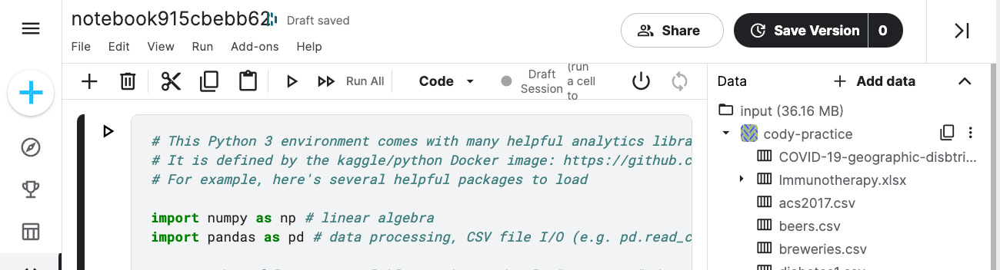 notebook915cbebb62
Draft saved
Share
Save Version
0
File Edit View Run Add-ons Help
Run All
Code
Draft Session
(run a cell to
Data
Add data
input (36.16 MB)
cody-practice
COVID-19-geographic-disbtri...
Immunotherapy.xlsx
acs2017.csv
beers.csv
breweries.csv
# This Python 3 environment comes with many helpful analytics libra
# It is defined by the kaggle/python Docker image: https://github.c
# For example, here's several helpful packages to load
import numpy as np # linear algebra
import pandas as pd # data processing, CSV file I/O (e.g. pd.read_c